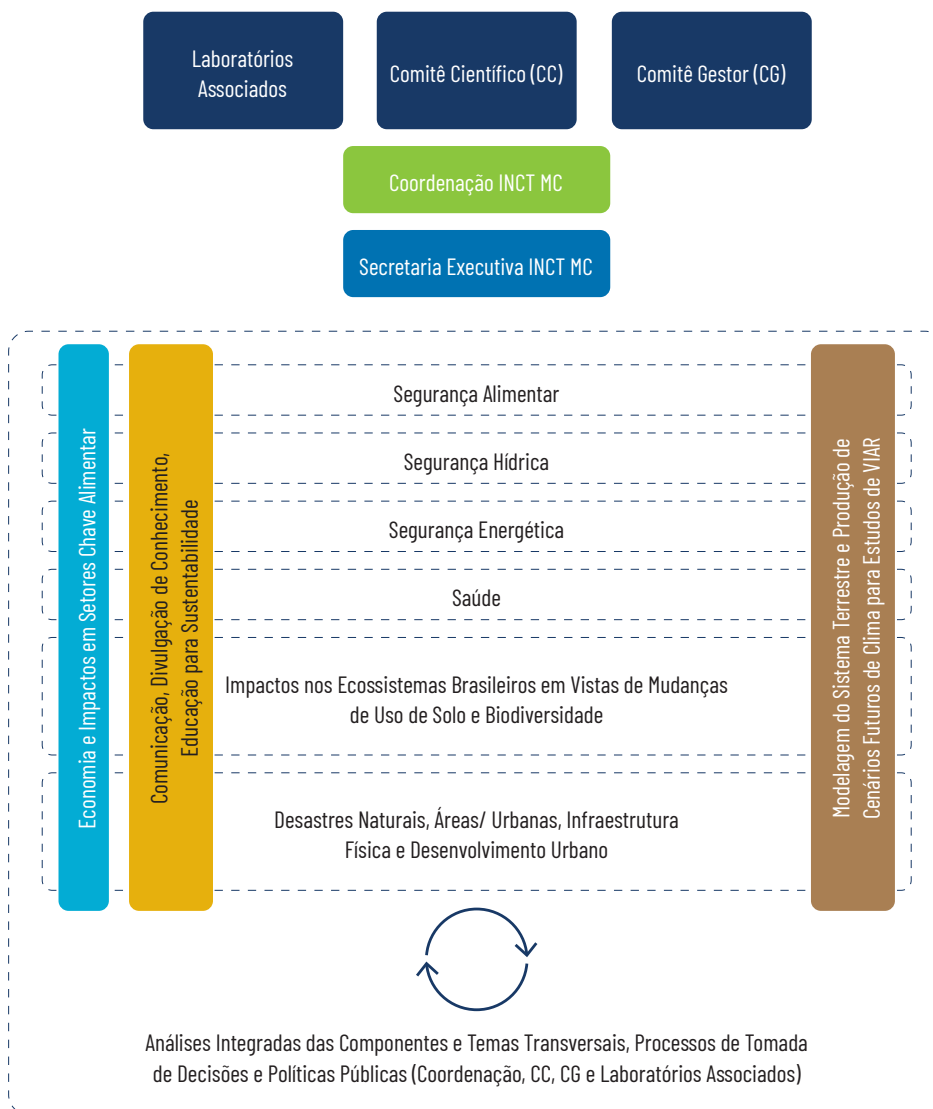 Laboratórios
Associados
Comitê Científico (CC)
Comitê Gestor (CG)
Coordenação INCT MC
Secretaria Executiva INCT MC
Economia e Impactos em Setores Chave Alimentar
Comunicação, Divulgação de Conhecimento,
Educação para Sustentabilidade
Segurança Alimentar
Segurança Hídrica
Segurança Energética
Saúde
Impactos nos Ecossistemas Brasileiros em Vistas de Mudanças
de Uso de Solo e Biodiversidade
Desastres Naturais, Áreas/ Urbanas, Infraestrutura
Física e Desenvolvimento Urbano
Modelagem do Sistema Terrestre e Produção de
Cenários Futuros de Clima para Estudos de VIAR
Análises Integradas das Componentes e Temas Transversais, Processos de Tomada
de Decisões e Políticas Públicas (Coordenação, CC, CG e Laboratórios Associados)